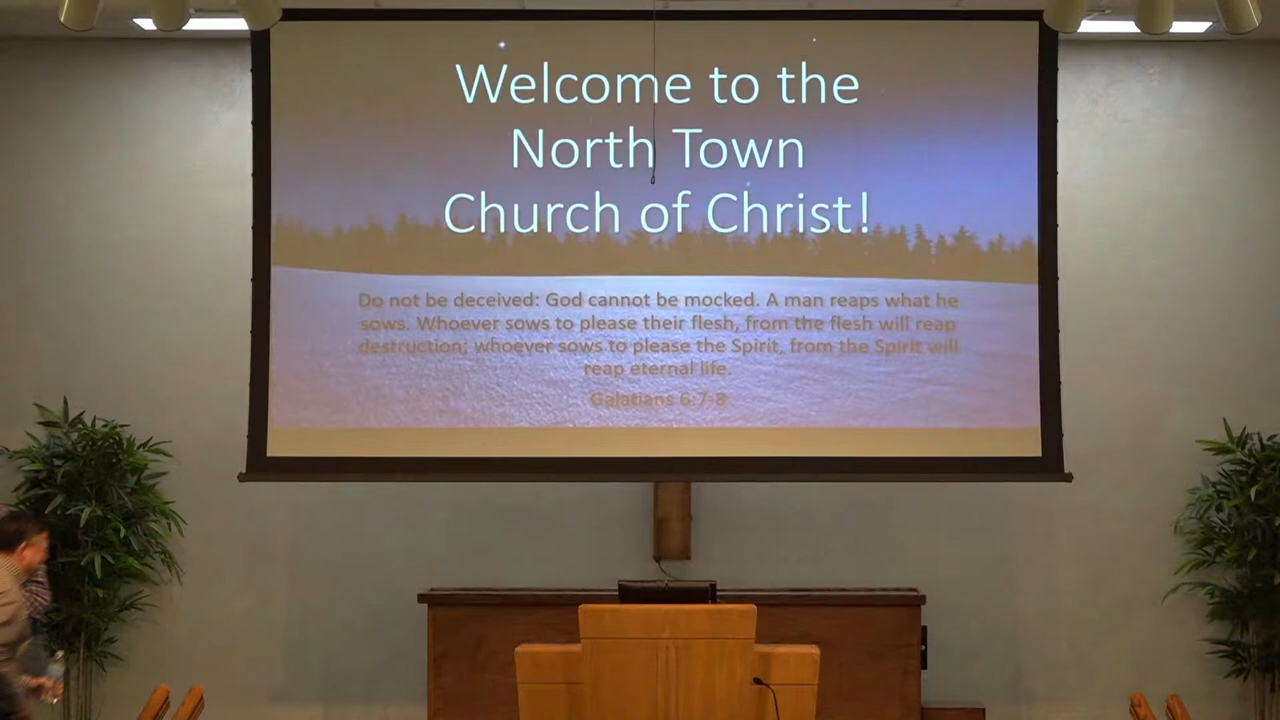 Welcome to the
North Town
Church of Christ!
Do not be deceived: God cannot be mocked. A man reaps what he
sows. Whoever sows to please their flesh, from the flesh will reap
destruction; whoever sows to please the Spirit, from the Spirit will
reap eternal life.
Galatians 6:7-8